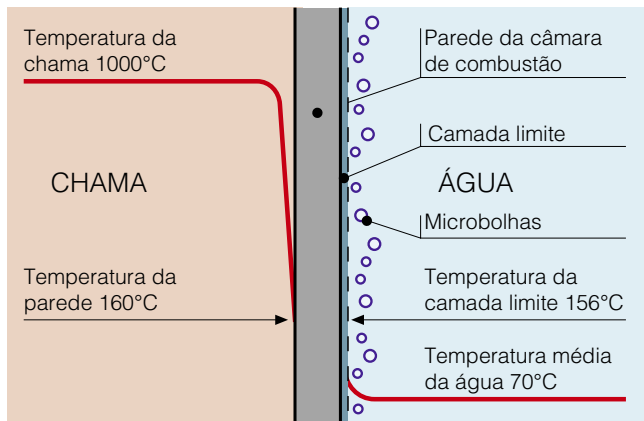 Temperatura da
chama 1000°C
CHAMA
Temperatura da
parede 160°C
Parede da câmara
de combustão
Camada limite
ÁGUA
Microbolhas
Temperatura da
camada limite 156°C
Temperatura média
da água 70°C